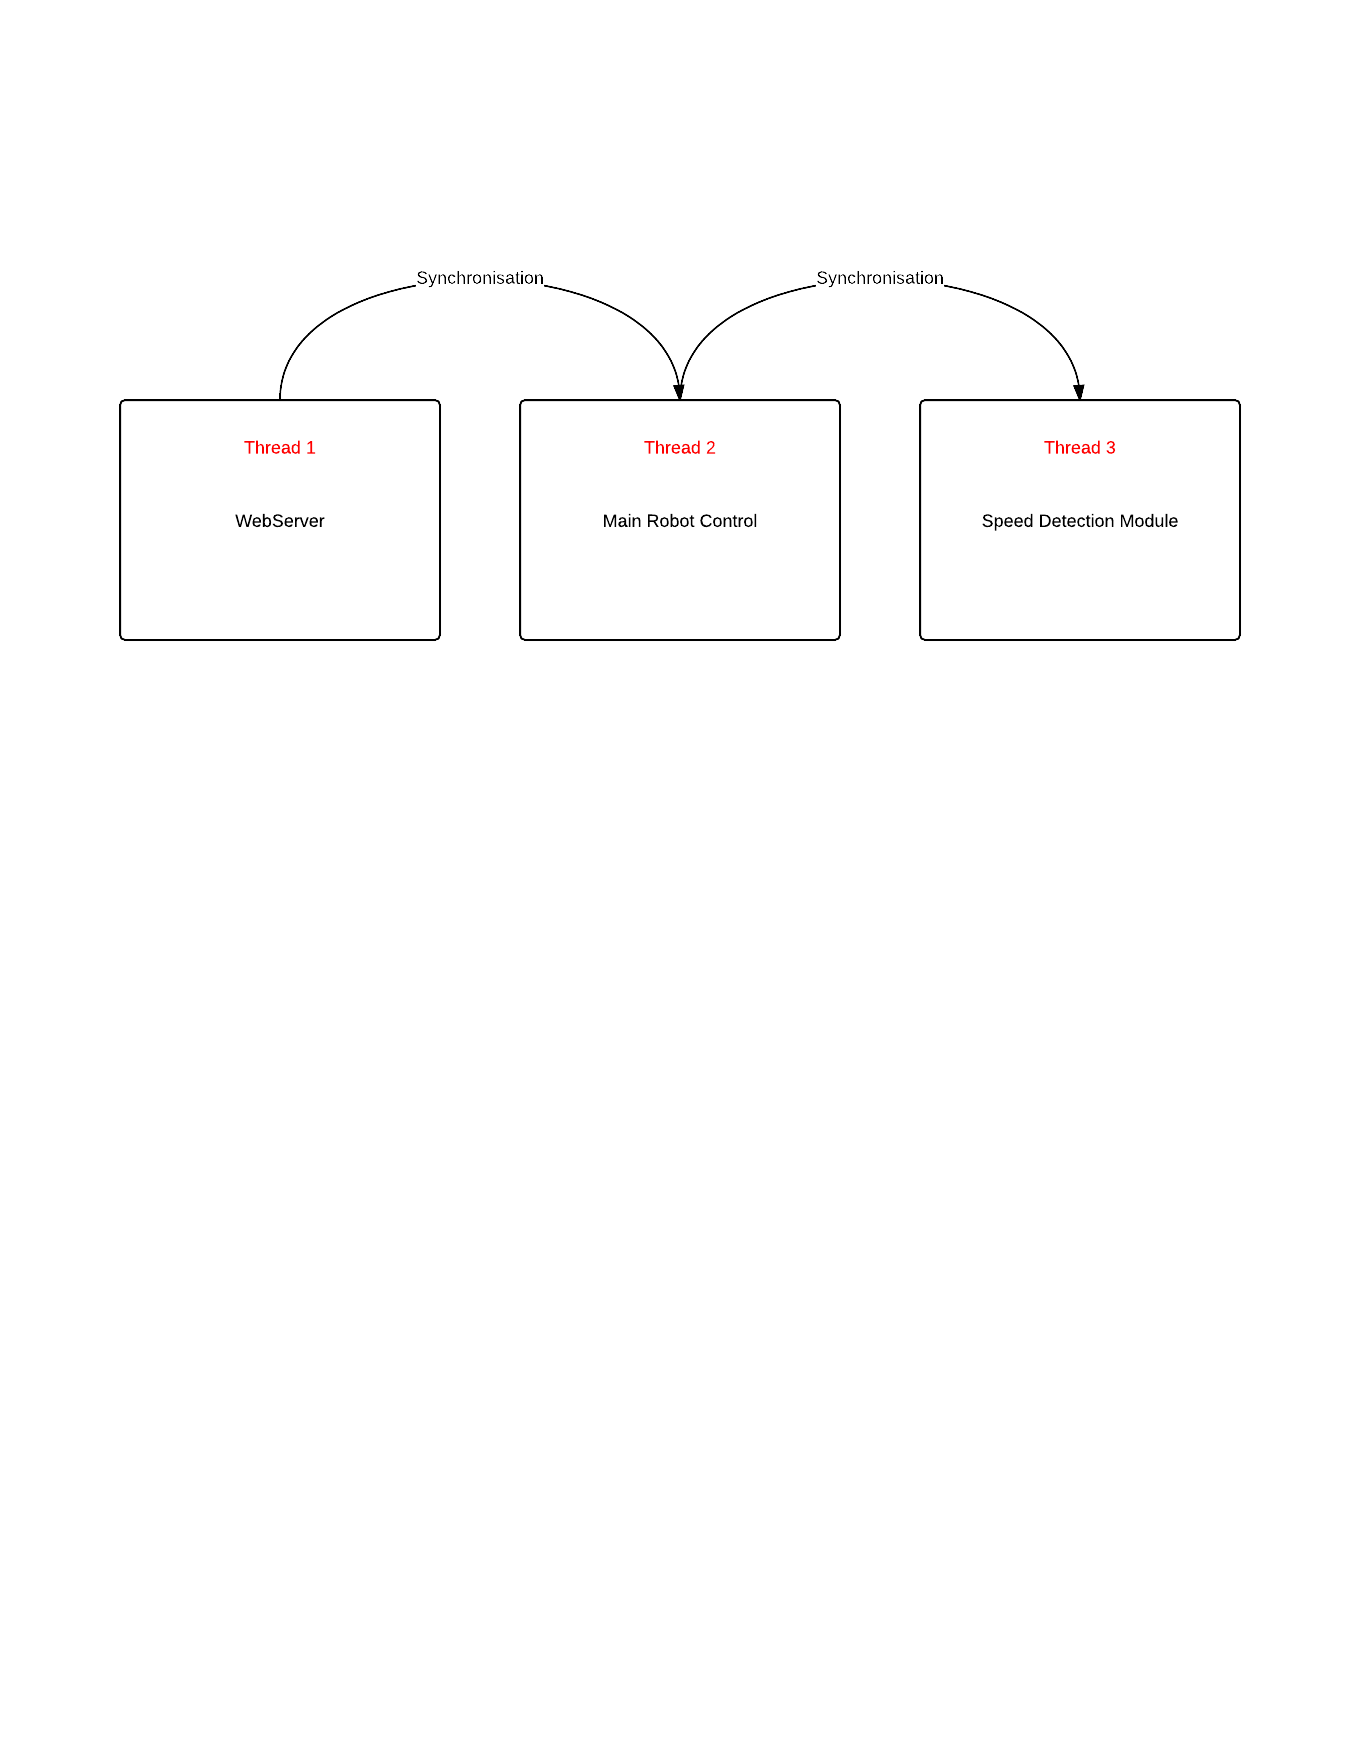 Synchronisation
Synchronisation
Thread 1
Thread 2
Thread 3
WebServer
Main Robot Control
Speed Detection Module